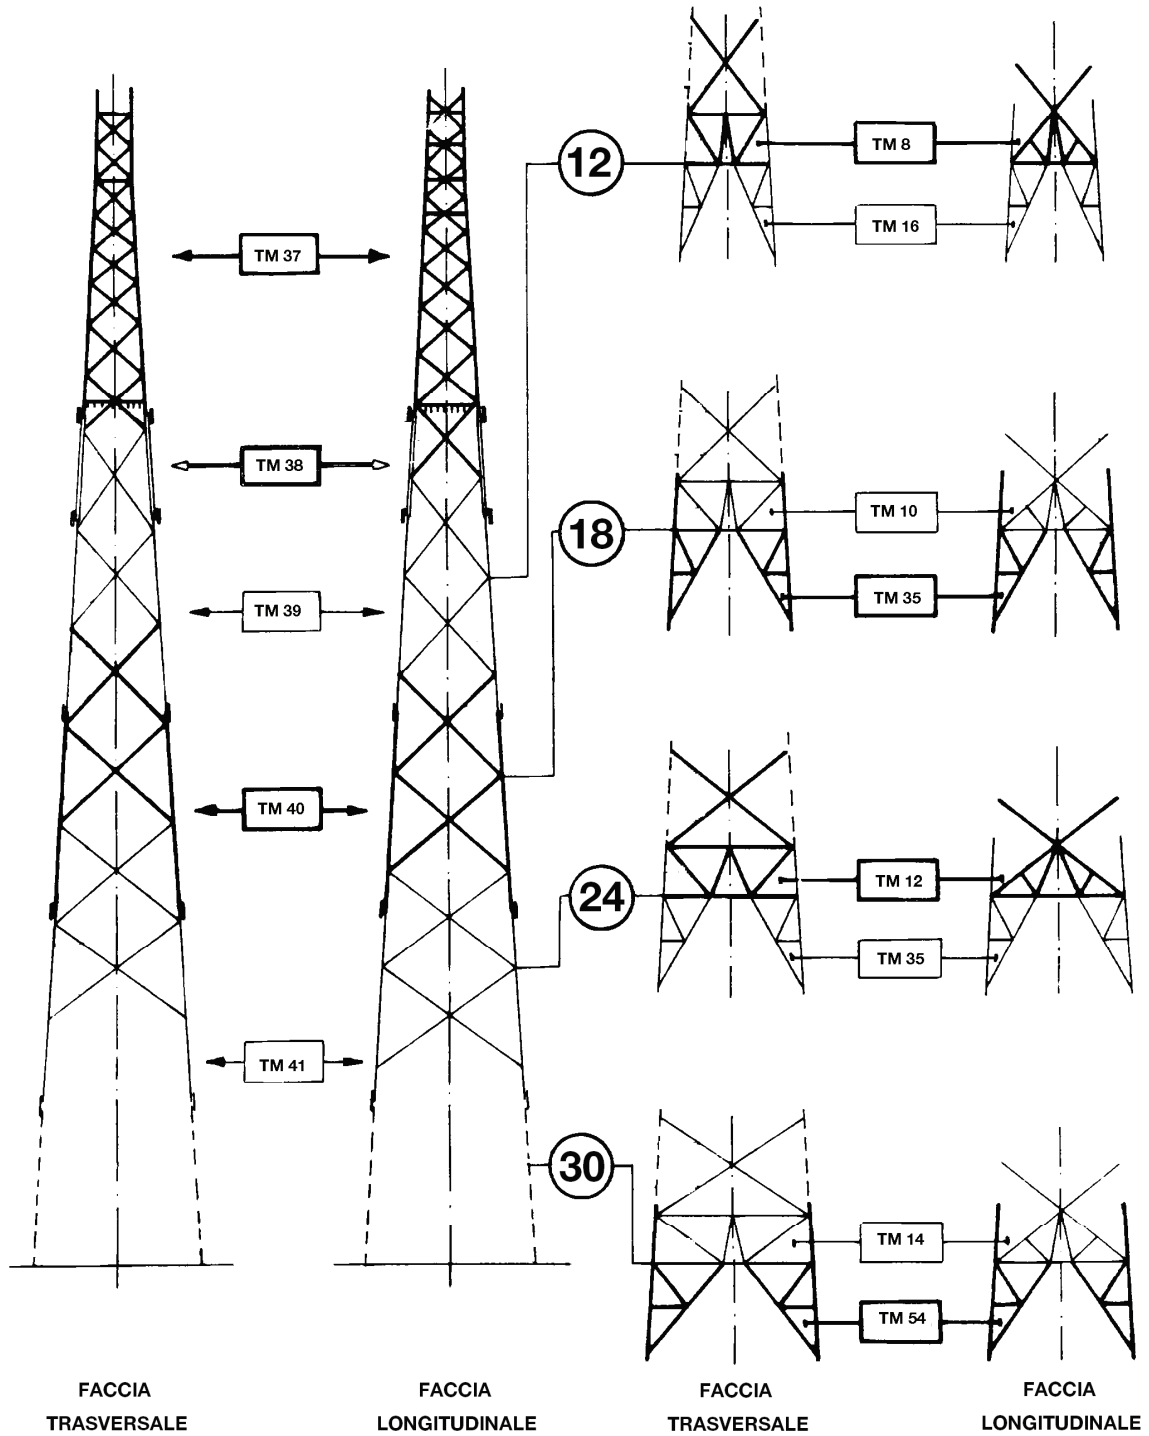 TM 8
12
TM 16
TM 37
TM 38
TM 10
18
TM 39
TM 35
TM 40
TM 12
24
TM 35
TM 41
30
TM 14
TM 54
FACCIA
TRASVERSALE
FACCIA
LONGITUDINALE
FACCIA
TRASVERSALE
FACCIA
LONGITUDINALE